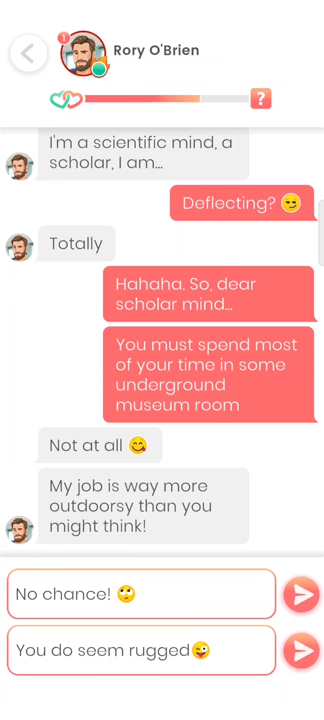 1
Rory O'Brien
?
I'm a scientific mind, a
scholar, I am...
Deflecting? 😏
Totally
Hahaha. So, dear
scholar mind...
You must spend most
of your time in some
underground
museum room
Not at all 😋
My job is way more
outdoorsy than you
might think!
No chance! 🙄
You do seem rugged😜